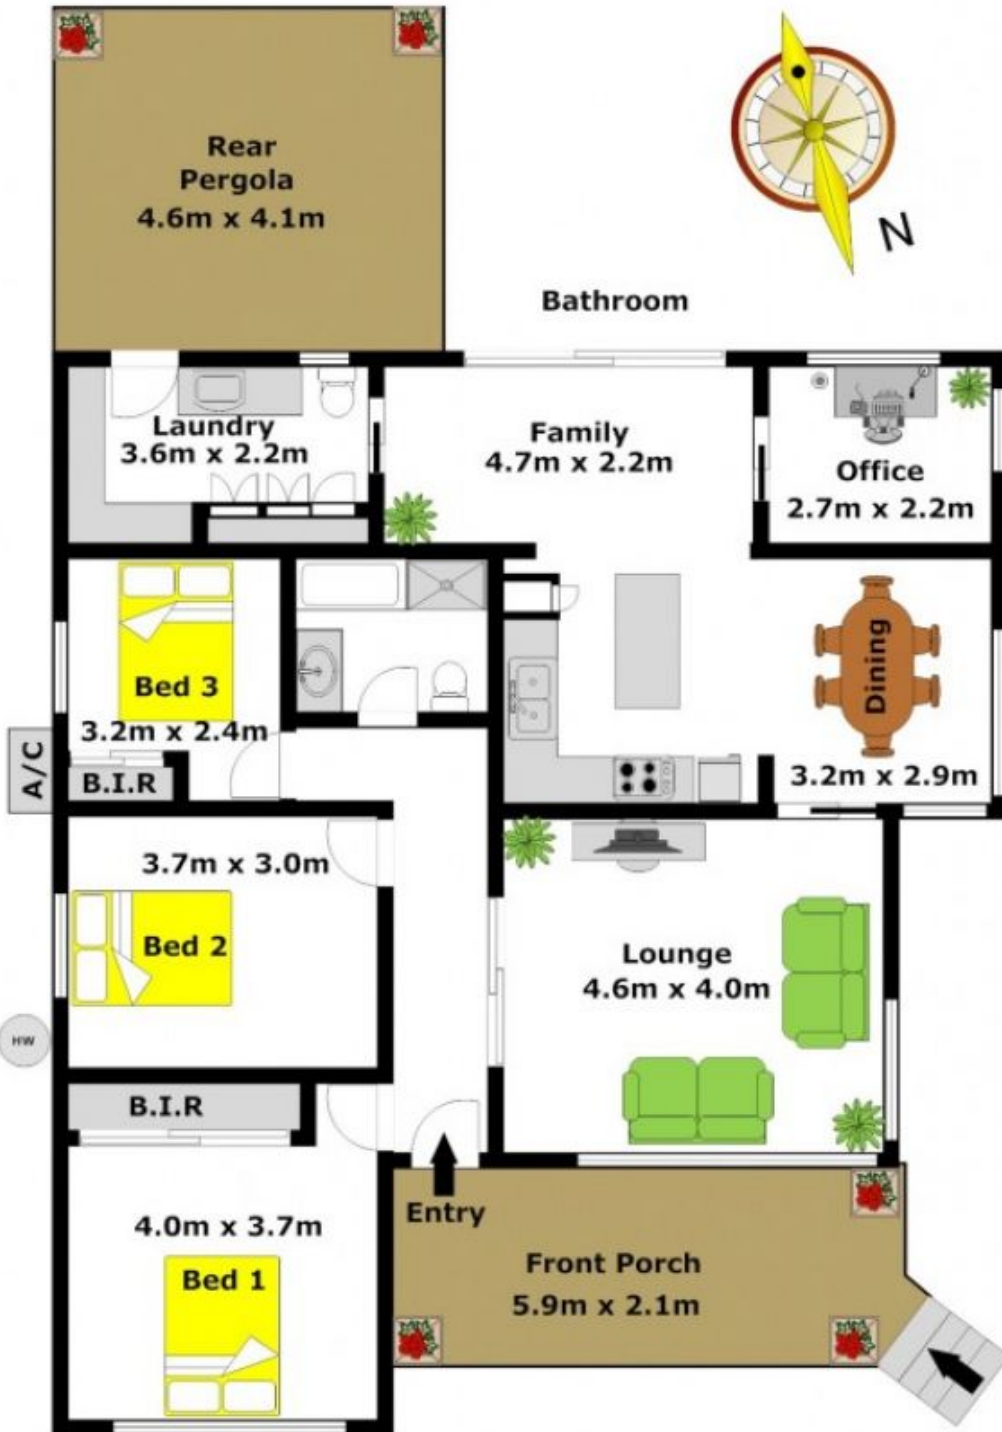 Rear
Pergola
4.6m x 4.1m
N
Bathroom
Laundry
3.6m x 2.2m
Family
4.7m x 2.2m
Office
2.7m x 2.2m
Bed 3
3.2m x 2.4m
B.I.R
A/C
Dining
3.2m x 2.9m
3.7m x 3.0m
Bed 2
Lounge
4.6m x 4.0m
HW
B.I.R
4.0m x 3.7m
Bed 1
Entry
Front Porch
5.9m x 2.1m